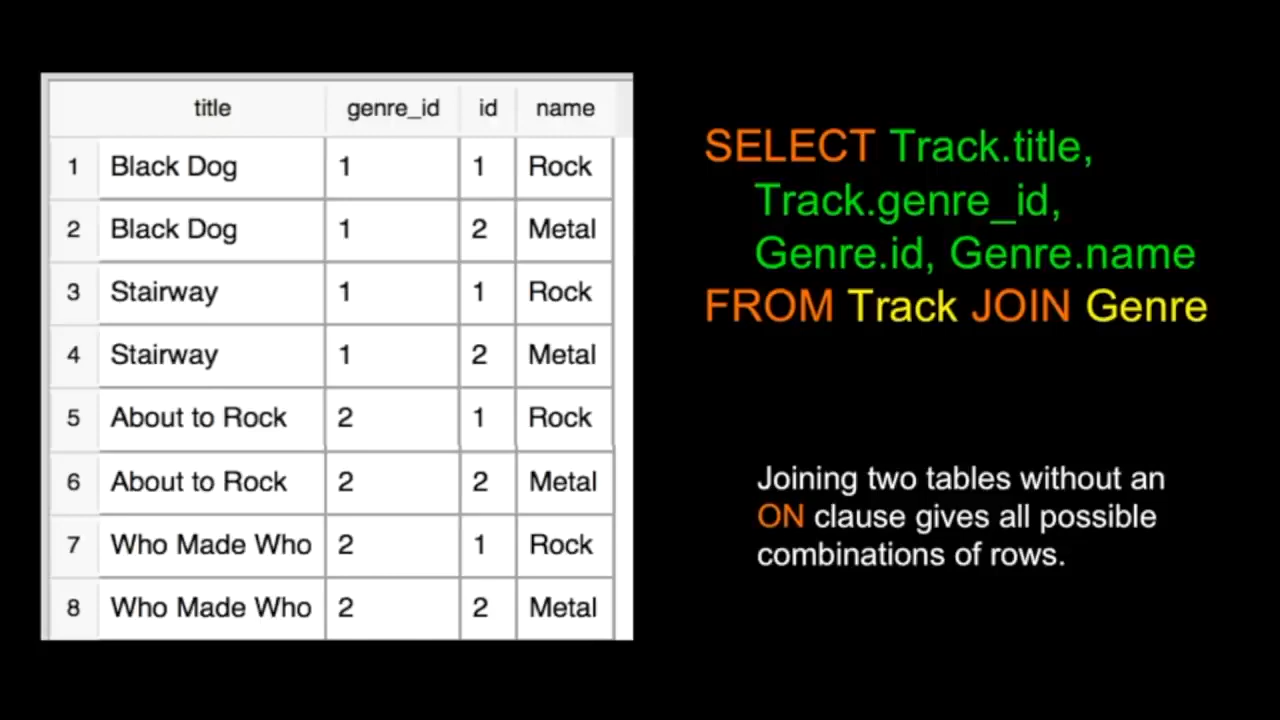 title genre_id id name
1 Black Dog 1 1 Rock
2 Black Dog 1 2 Metal
3 Stairway 1 1 Rock
4 Stairway 1 2 Metal
5 About to Rock 2 1 Rock
6 About to Rock 2 2 Metal
7 Who Made Who 2 1 Rock
8 Who Made Who 2 2 Metal
SELECT Track.title,
Track.genre_id,
Genre.id, Genre.name
FROM Track JOIN Genre
Joining two tables without an
ON clause gives all possible
combinations of rows.